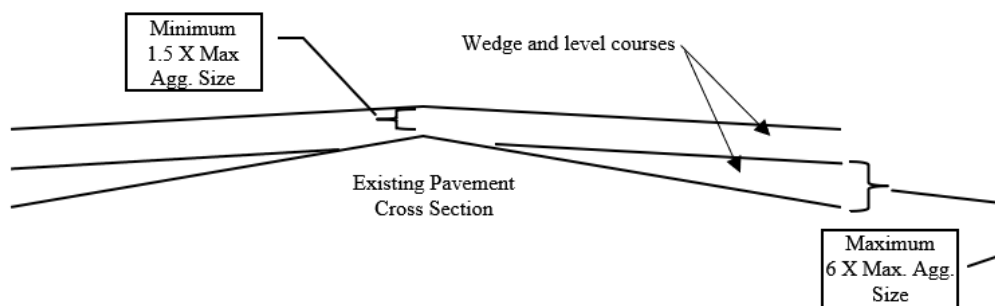 Minimum
1.5 X Max
Agg. Size
Wedge and level courses
Existing Pavement
Cross Section
Maximum
6 X Max. Agg.
Size